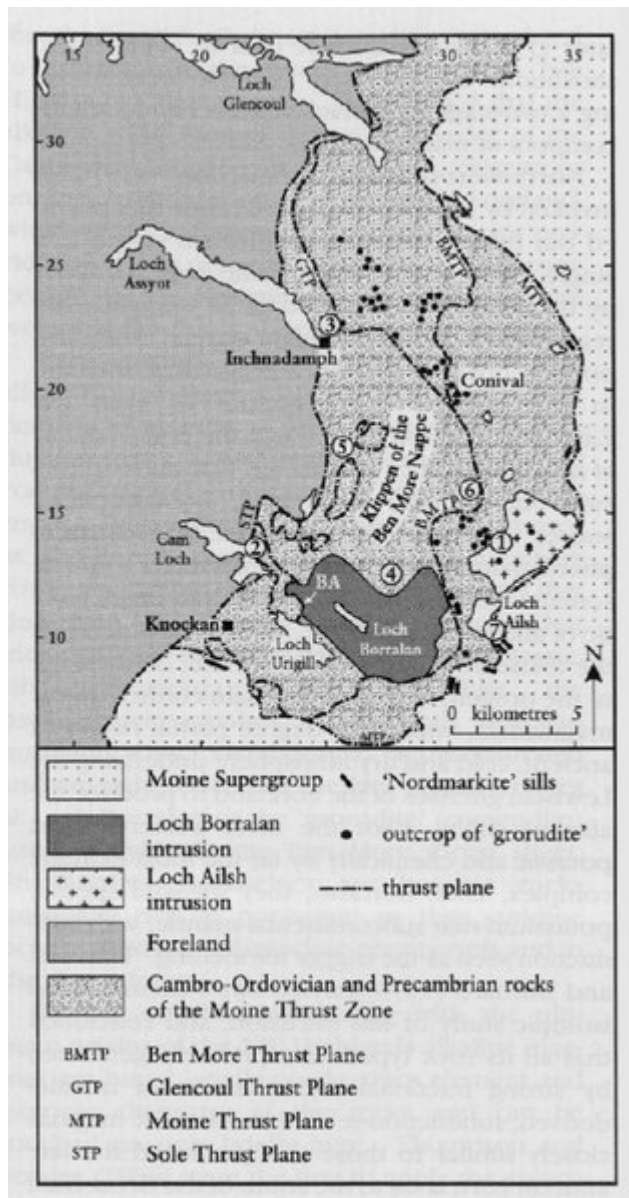 15
20
25
30
35
Loch
Glencoul
30
25
Loch
Assynt
GTP
BMTP
MTP
3
Inchnadamph
20
Conival
5
Klippen of the
Ben More Nappe
6
15
STP
B.M.T.P.
Cam
Loch
2
1
4
BA
Loch
Ailsh
Knockan
10
Loch
Urigill
Loch
Borralan
7
N
0 kilometres 5
MTP
Moine Supergroup
'Nordmarkite' sills
Loch Borralan
intrusion
outcrop of 'grorudite'
Loch Ailsh
intrusion
thrust plane
Foreland
Cambro-Ordovician and Precambrian rocks
of the Moine Thrust Zone
BMTP Ben More Thrust Plane
GTP Glencoul Thrust Plane
MTP Moine Thrust Plane
STP Sole Thrust Plane